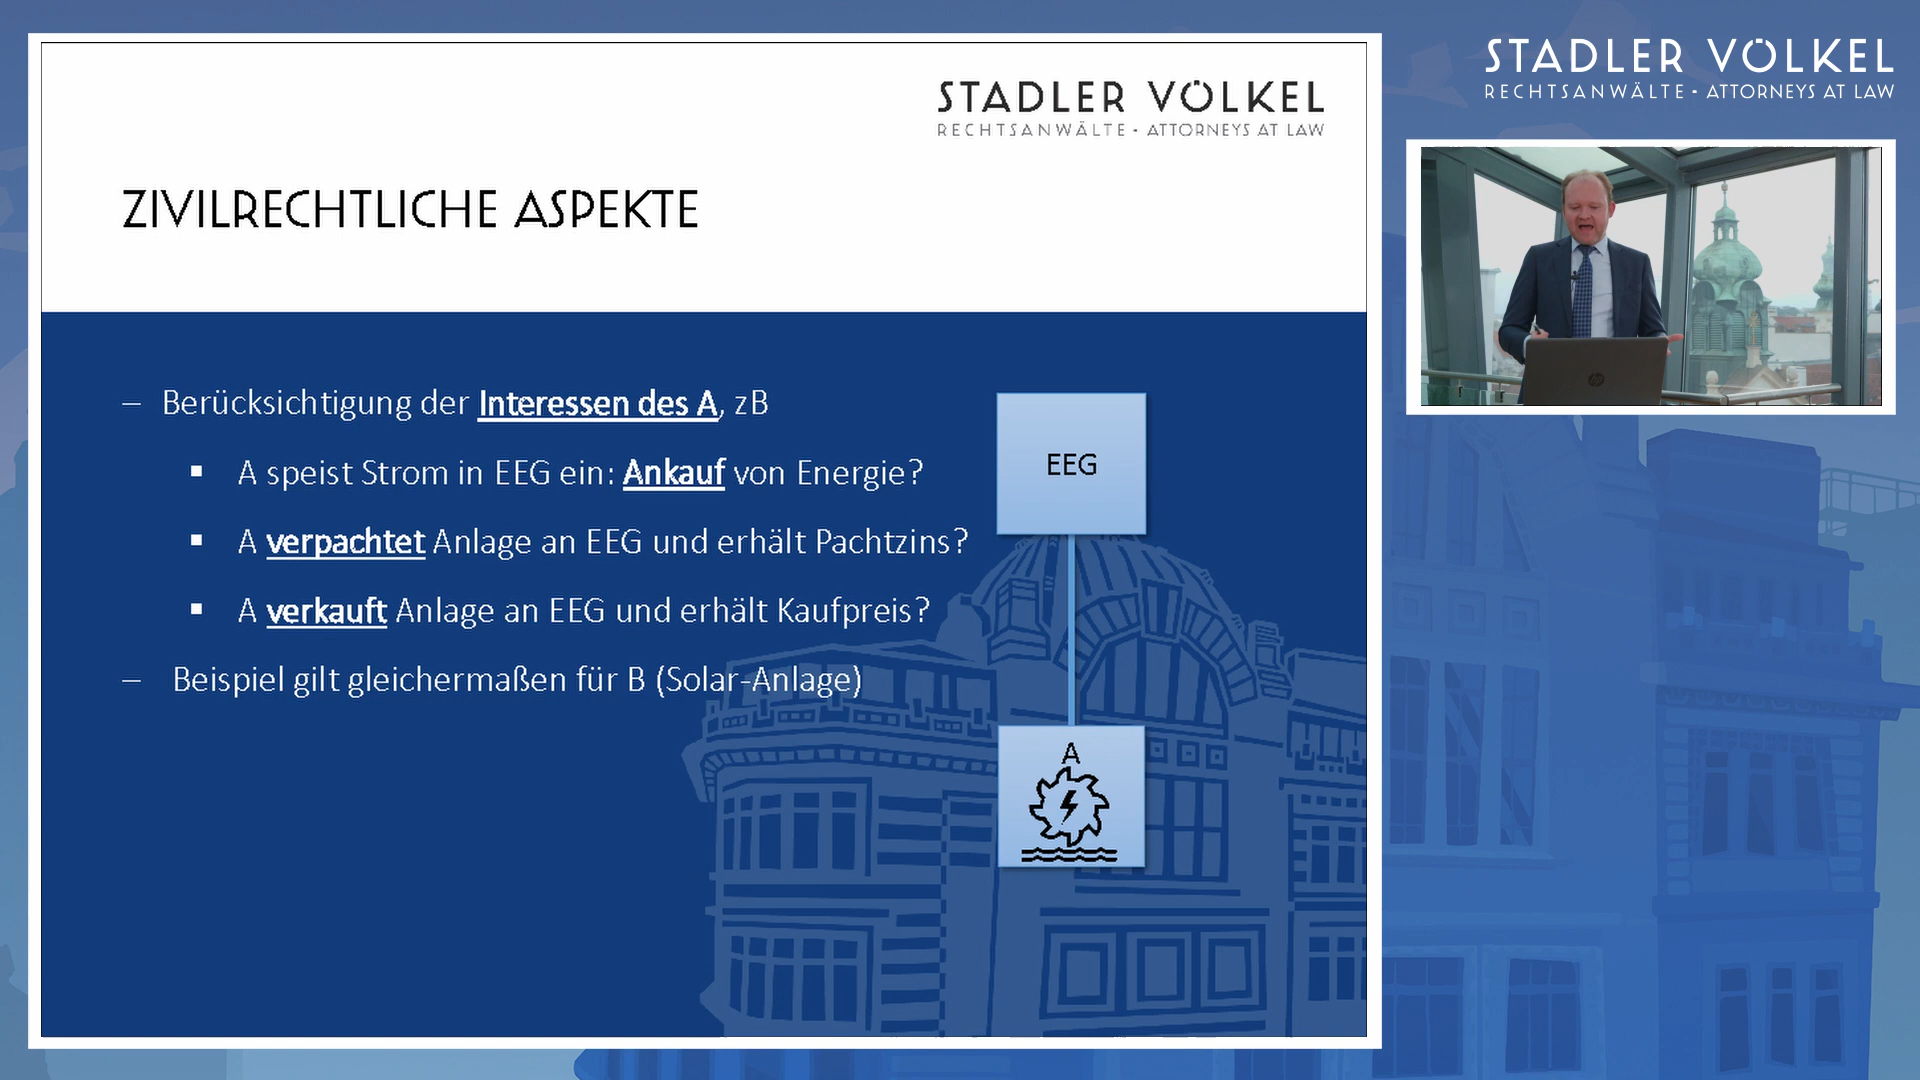 STADLER VÖLKEL
RECHTSANWÄLTE • ATTORNEYS AT LAW
ZIVILRECHTLICHE ASPEKTE
– Berücksichtigung der Interessen des A, zB
▪ A speist Strom in EEG ein: Ankauf von Energie?
▪ A verpachtet Anlage an EEG und erhält Pachtzins?
▪ A verkauft Anlage an EEG und erhält Kaufpreis?
– Beispiel gilt gleichermaßen für B (Solar-Anlage)
EEG
A
STADLER VÖLKEL
RECHTSANWÄLTE • ATTORNEYS AT LAW
hp